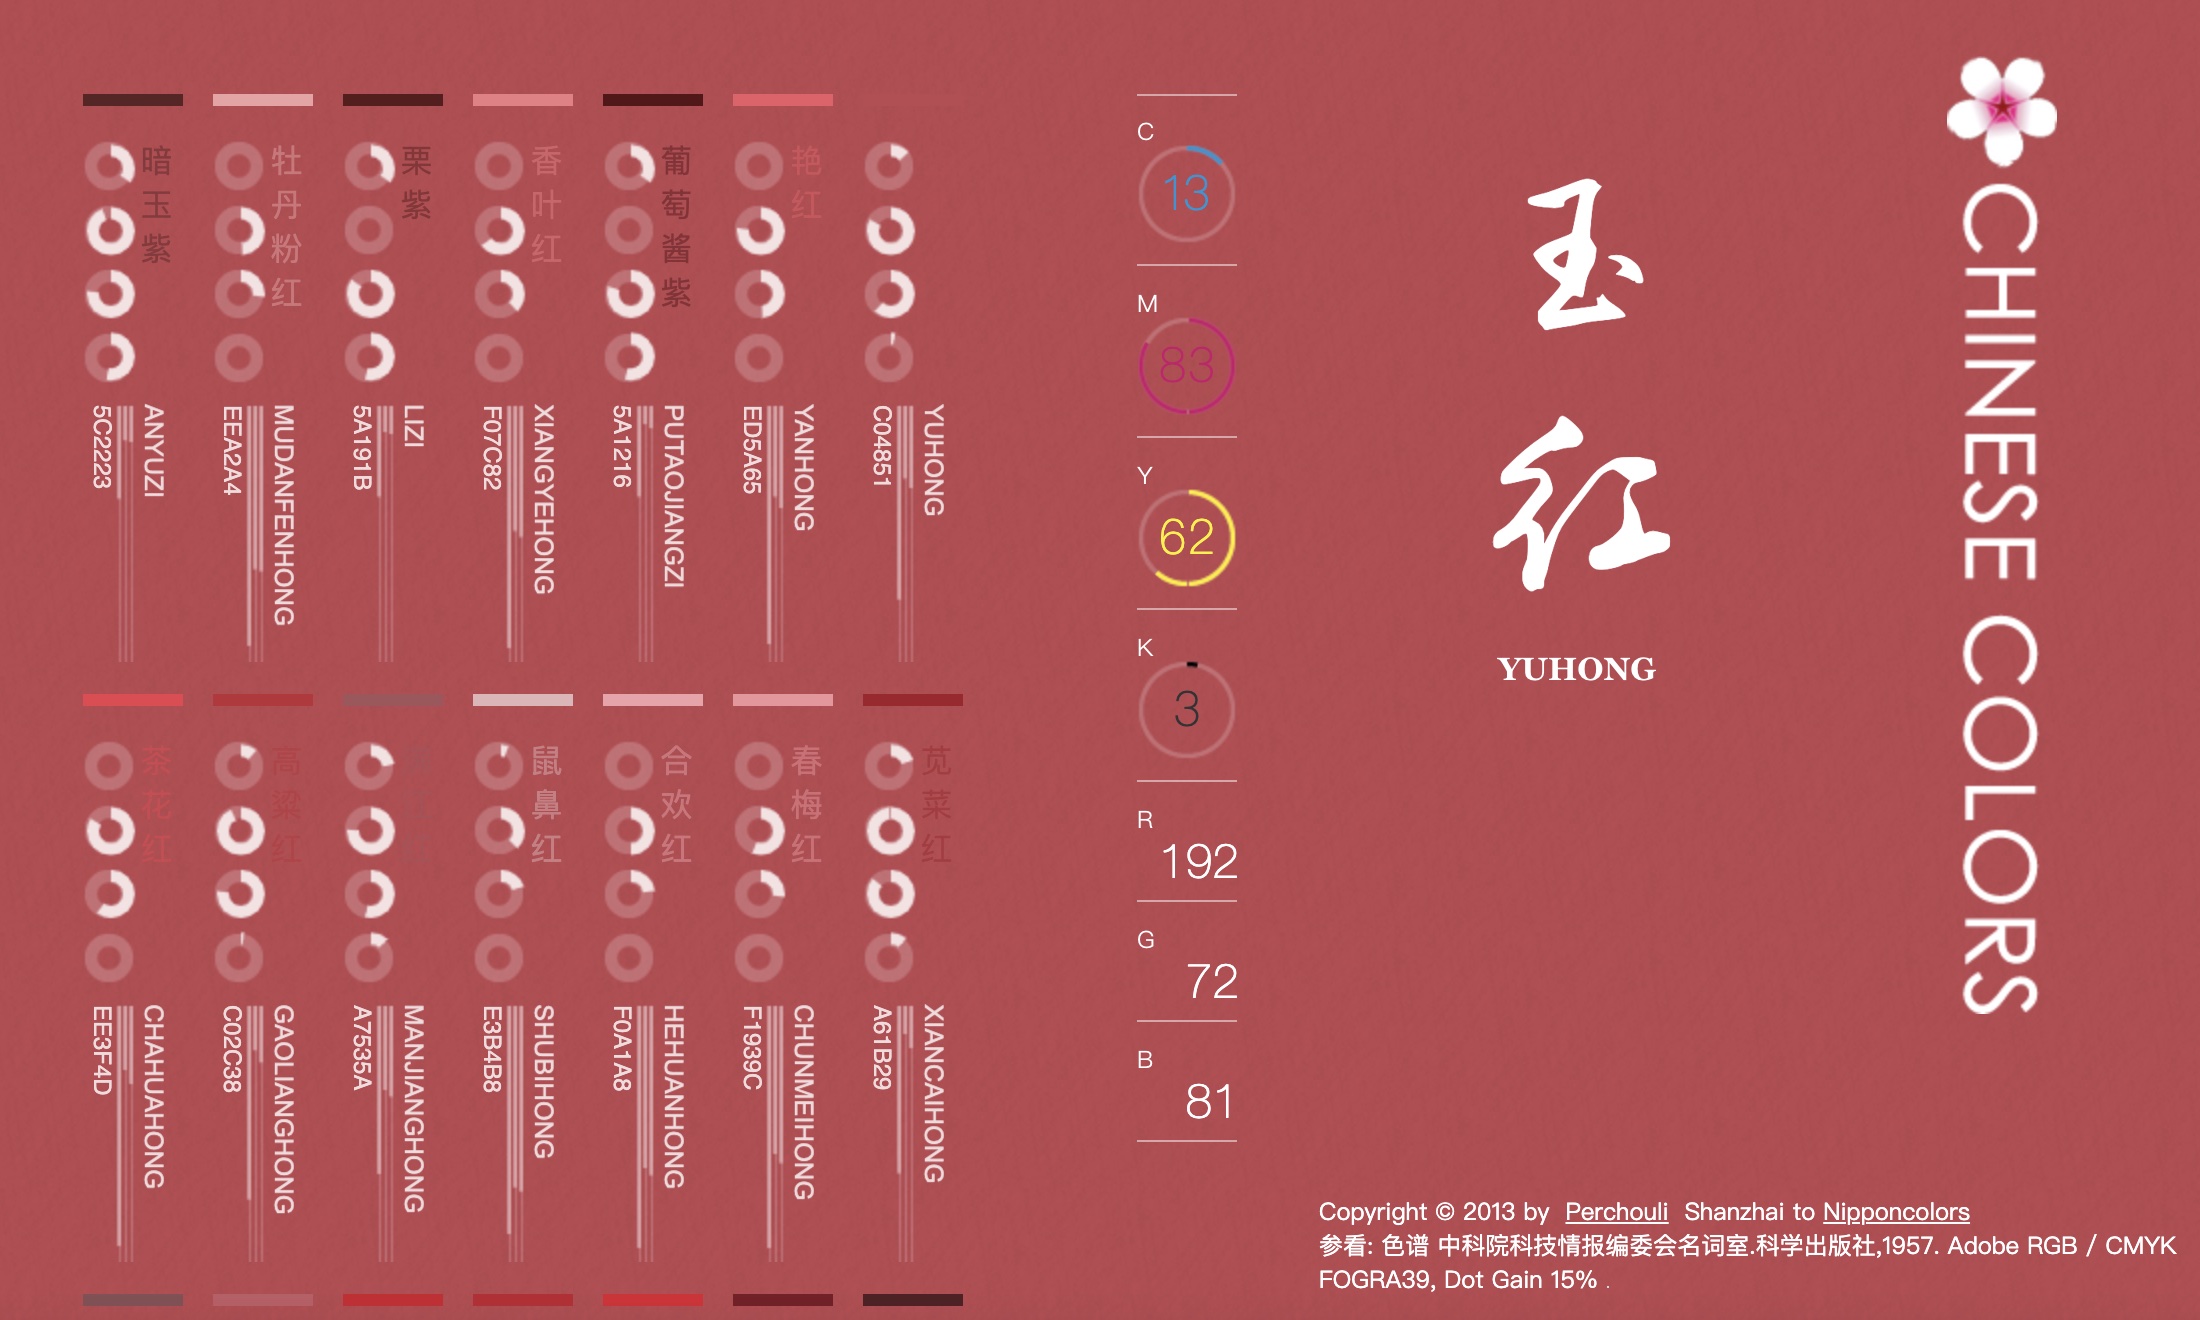 暗玉紫
5C2223
ANYUZI
牡丹粉红
EEA2A4
MUDANFENHONG
栗紫
5A191B
LIZI
香叶红
F07C82
XIANGYEHONG
葡萄酱紫
5A1216
PUTAOJIANGZI
艳红
ED5A65
YANHONG
C04851
YUHONG
茶花红
EE3F4D
CHAHUAHONG
高粱红
C02C38
GAOLIANGHONG
A7535A
MANJIANGHONG
鼠鼻红
E3B4B8
SHUBIHONG
合欢红
F0A1A8
HEHUANHONG
春梅红
F1939C
CHUNMEIHONG
苋菜红
A61B29
XIANCAIHONG
C
13
M
83
Y
62
K
3
R
192
G
72
B
81
玉红
YUHONG
CHINESE COLORS
Copyright © 2013 by Perchouli Shanzhai to Nipponcolors
参看: 色谱 中科院科技情报编委会名词室.科学出版社,1957. Adobe RGB / CMYK
FOGRA39, Dot Gain 15% .